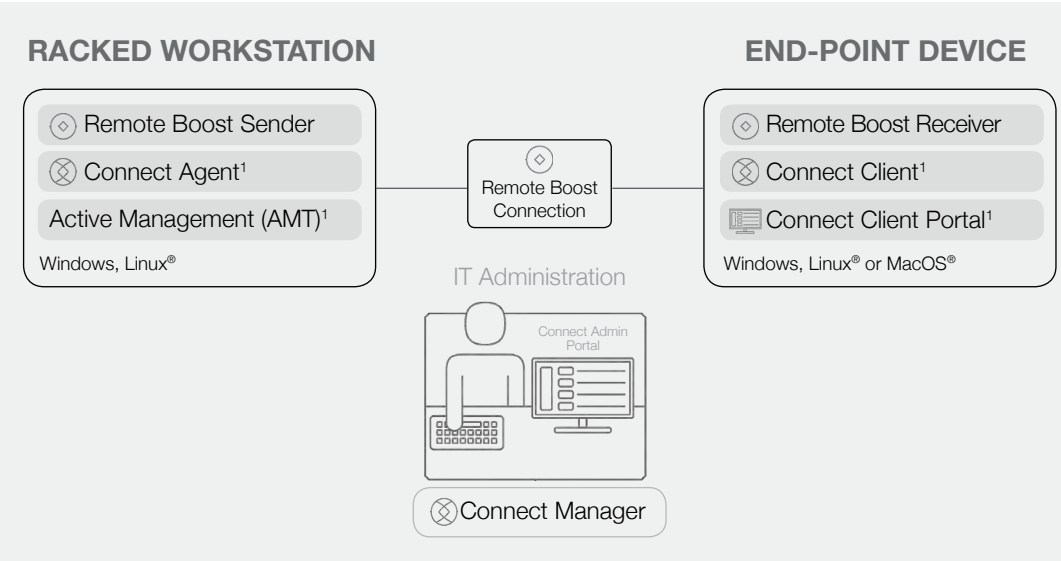 RACKED WORKSTATION
Remote Boost Sender
Connect Agent¹
Active Management (AMT)¹
Windows, Linux®
Remote Boost
Connection
END-POINT DEVICE
Remote Boost Receiver
Connect Client¹
Connect Client Portal¹
Windows, Linux® or MacOS®
IT Administration
Connect Admin
Portal
Connect Manager